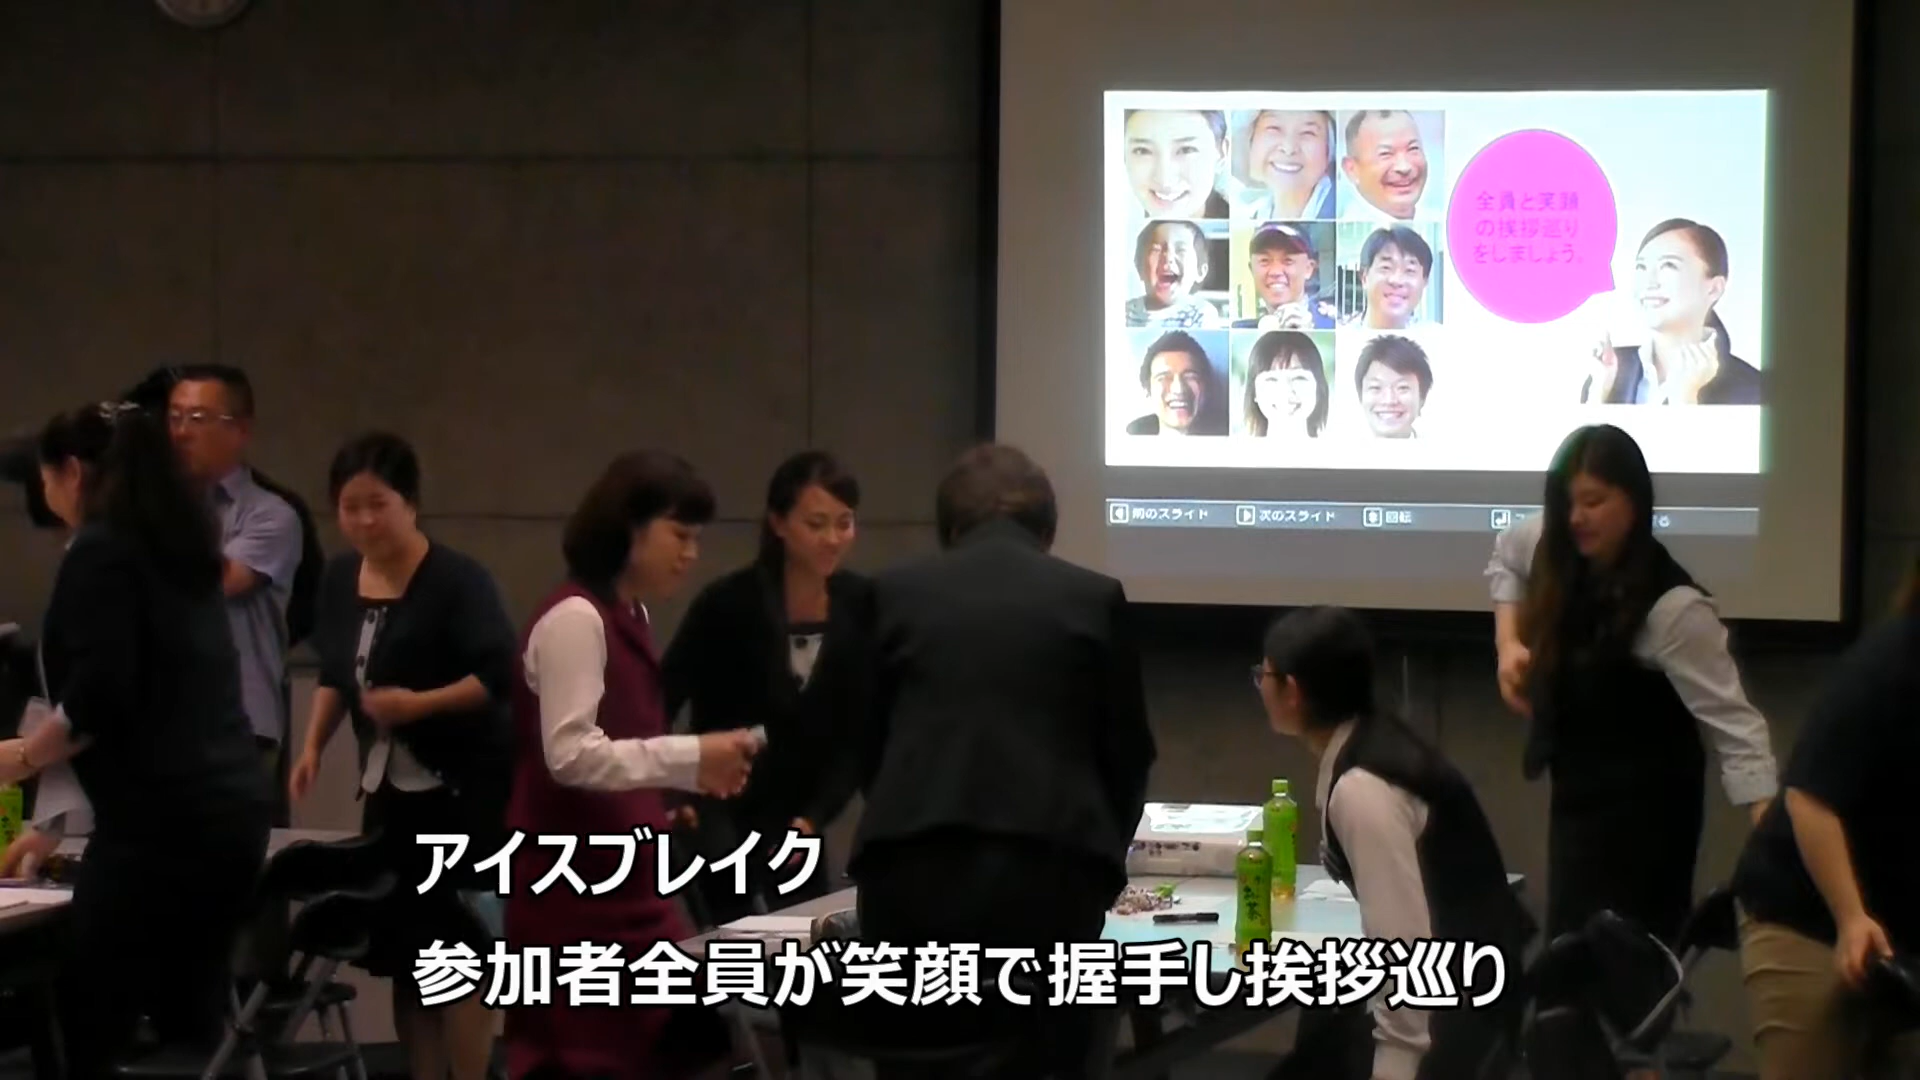 全員と笑顔
の挨拶巡り
をしましょう。
前のスライド
次のスライド
回転
アイスブレイク
参加者全員が笑顔で握手し挨拶巡り